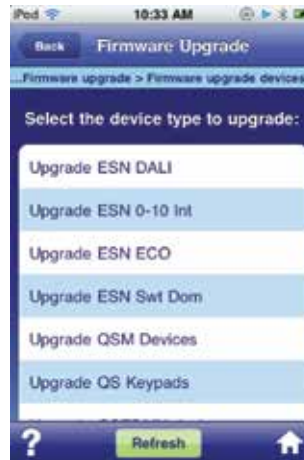 iPod 10:33 AM
Back Firmware Upgrade
...Firmware upgrade > Firmware upgrade devices
Select the device type to upgrade:
Upgrade ESN DALI
Upgrade ESN 0-10 Int
Upgrade ESN ECO
Upgrade ESN Swt Dom
Upgrade QSM Devices
Upgrade QS Keypads
? Refresh